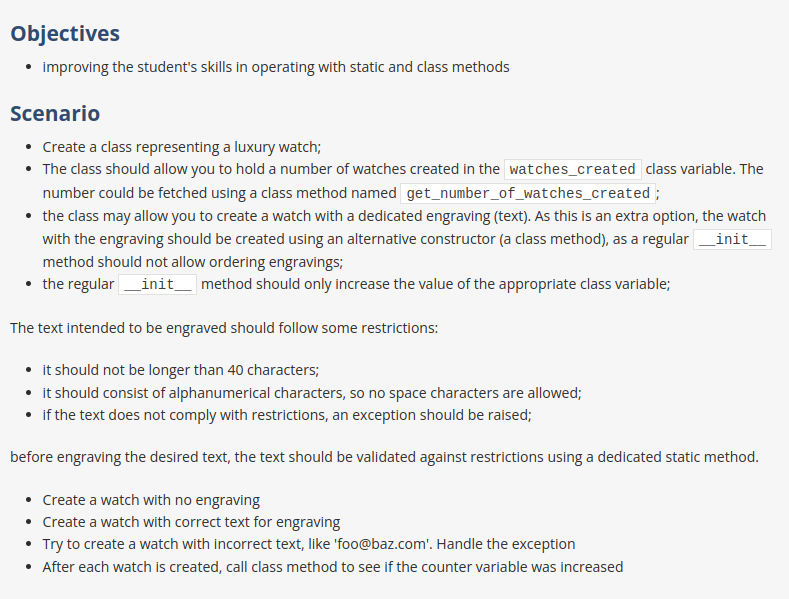 Objectives
improving the student's skills in operating with static and class methods
Scenario
Create a class representing a luxury watch;
The class should allow you to hold a number of watches created in the watches_created class variable. The
number could be fetched using a class method named get_number_of_watches_created;
the class may allow you to create a watch with a dedicated engraving (text). As this is an extra option, the watch
with the engraving should be created using an alternative constructor (a class method), as a regular __init__
method should not allow ordering engravings;
the regular __init__ method should only increase the value of the appropriate class variable;
The text intended to be engraved should follow some restrictions:
it should not be longer than 40 characters;
it should consist of alphanumerical characters, so no space characters are allowed;
if the text does not comply with restrictions, an exception should be raised;
before engraving the desired text, the text should be validated against restrictions using a dedicated static method.
Create a watch with no engraving
Create a watch with correct text for engraving
Try to create a watch with incorrect text, like 'foo@baz.com'. Handle the exception
After each watch is created, call class method to see if the counter variable was increased